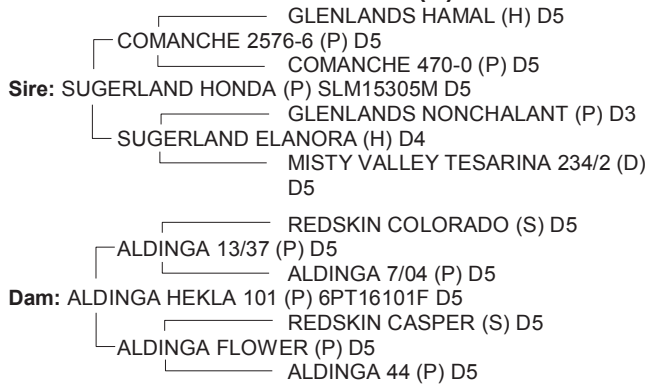 GLENLANDS HAMAL (H) D5
COMANCHE 2576-6 (P) D5
COMANCHE 470-0 (P) D5
Sire: SUGERLAND HONDA (P) SLM15305M D5
GLENLANDS NONCHALANT (P) D3
SUGERLAND ELANORA (H) D4
MISTY VALLEY TESARINA 234/2 (D)
D5
REDSKIN COLORADO (S) D5
ALDINGA 13/37 (P) D5
ALDINGA 7/04 (P) D5
Dam: ALDINGA HEKLA 101 (P) 6PT16101F D5
REDSKIN CASPER (S) D5
ALDINGA FLOWER (P) D5
ALDINGA 44 (P) D5